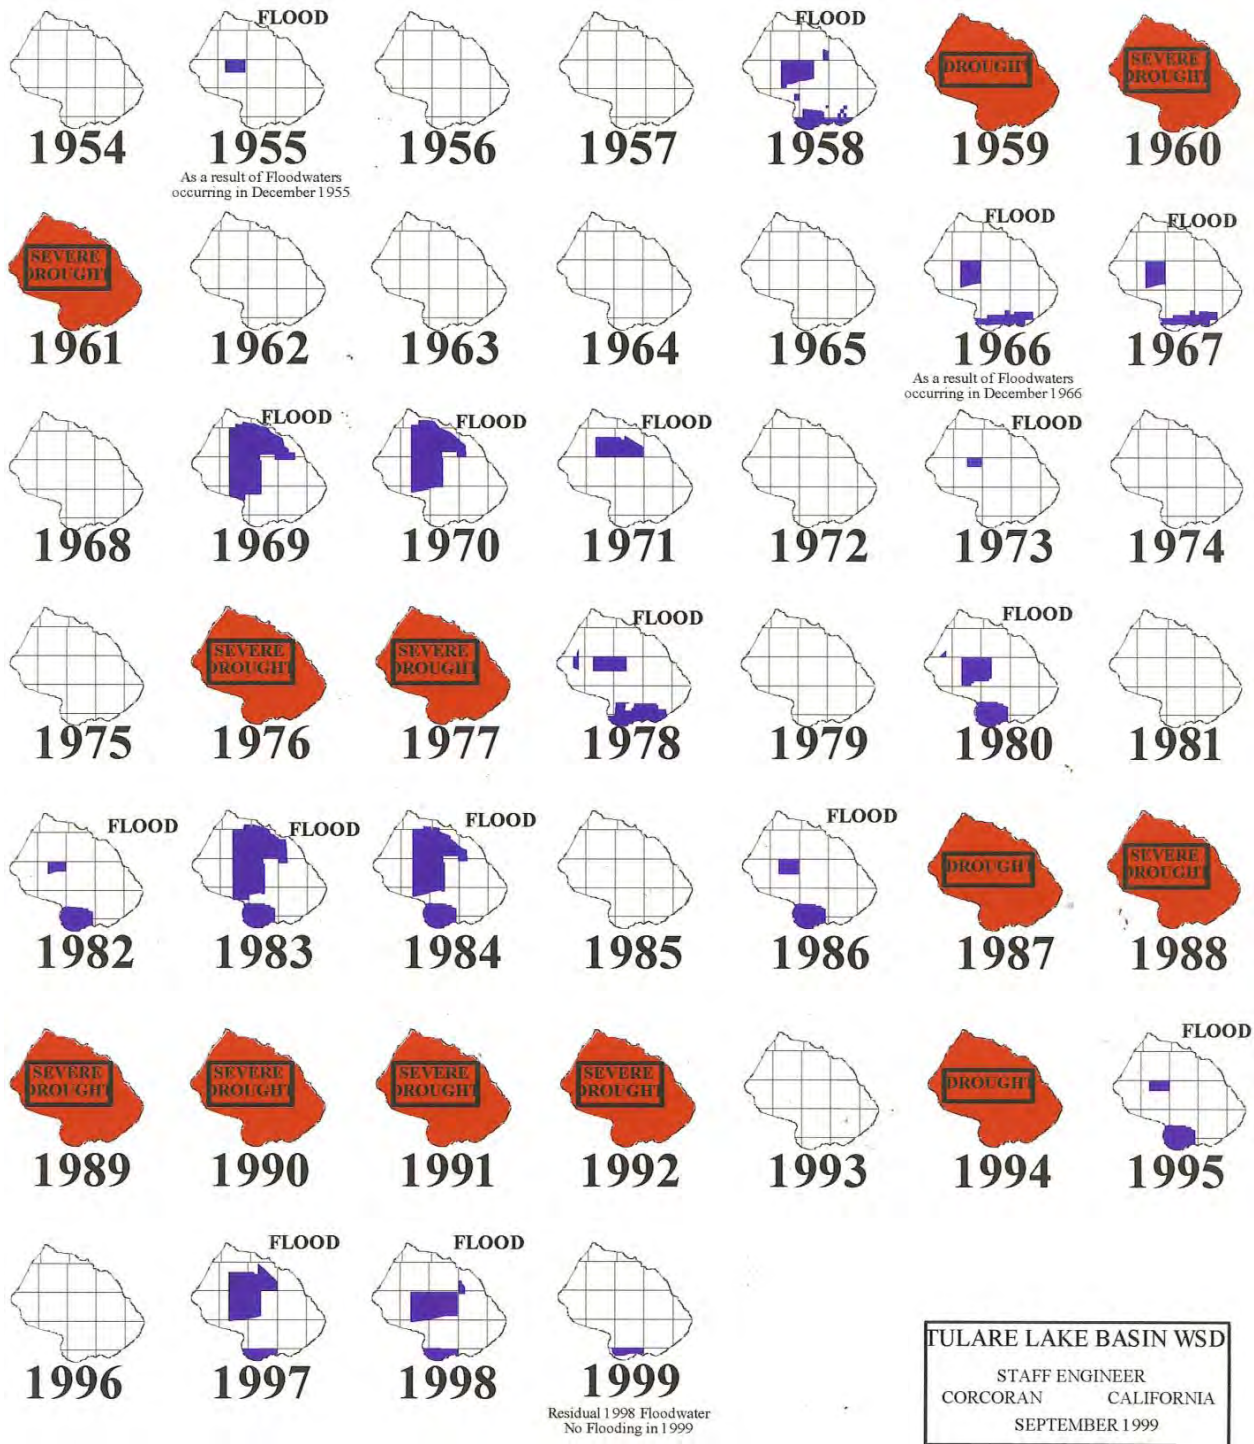 FLOOD
FLOOD
DROUGHT
SEVERE
DROUGHT
1954
1955
1956
1957
1958
1959
1960
As a result of Floodwaters
occurring in December 1955
SEVERE
DROUGHT
FLOOD
FLOOD
1961
1962
1963
1964
1965
1966
1967
As a result of Floodwaters
occurring in December 1966
FLOOD
FLOOD
FLOOD
FLOOD
1968
1969
1970
1971
1972
1973
1974
SEVERE
DROUGHT
SEVERE
DROUGHT
FLOOD
FLOOD
1975
1976
1977
1978
1979
1980
1981
FLOOD
FLOOD
FLOOD
FLOOD
DROUGHT
SEVERE
DROUGHT
1982
1983
1984
1985
1986
1987
1988
SEVERE
DROUGHT
SEVERE
DROUGHT
SEVERE
DROUGHT
SEVERE
DROUGHT
DROUGHT
FLOOD
1989
1990
1991
1992
1993
1994
1995
FLOOD
FLOOD
1996
1997
1998
1999
Residual 1998 Floodwater
No Flooding in 1999
TULARE LAKE BASIN WSD
STAFF ENGINEER
CORCORAN CALIFORNIA
SEPTEMBER 1999